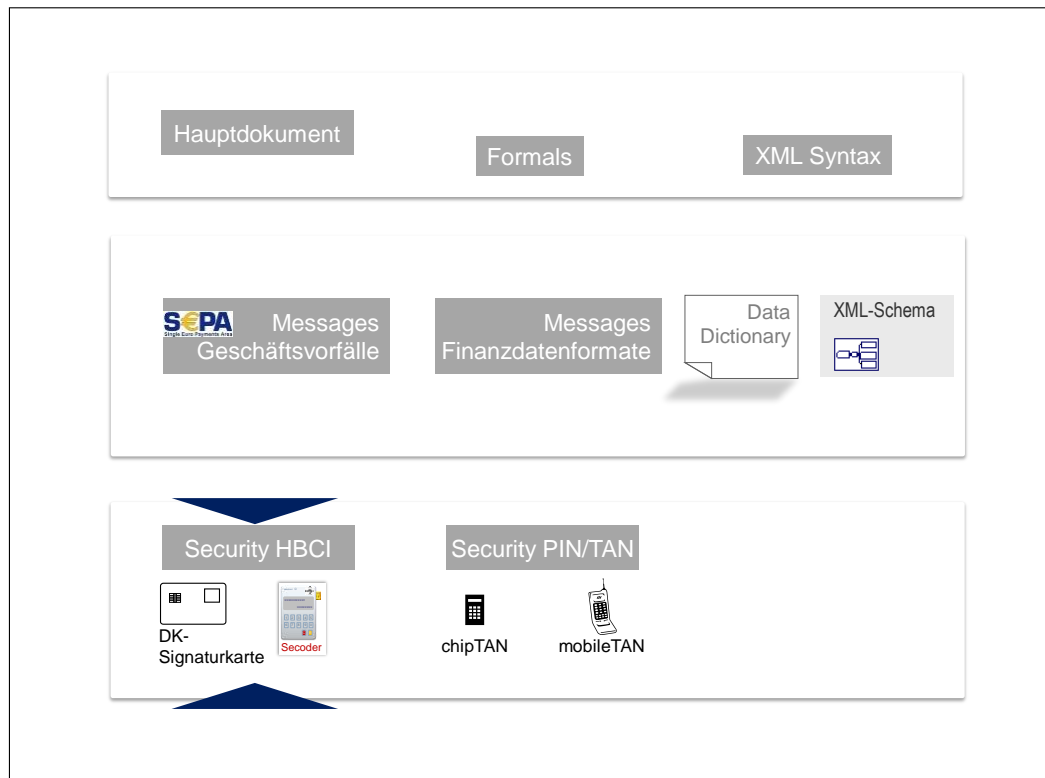 Hauptdokument
Formals
XML Syntax
S€PA
Single Euro Payments Area
Messages
Geschäftsvorfälle
Messages
Finanzdatenformate
Data
Dictionary
XML-Schema
Security HBCI
Security PIN/TAN
DK-
Signaturkarte
Secoder
chipTAN
mobileTAN